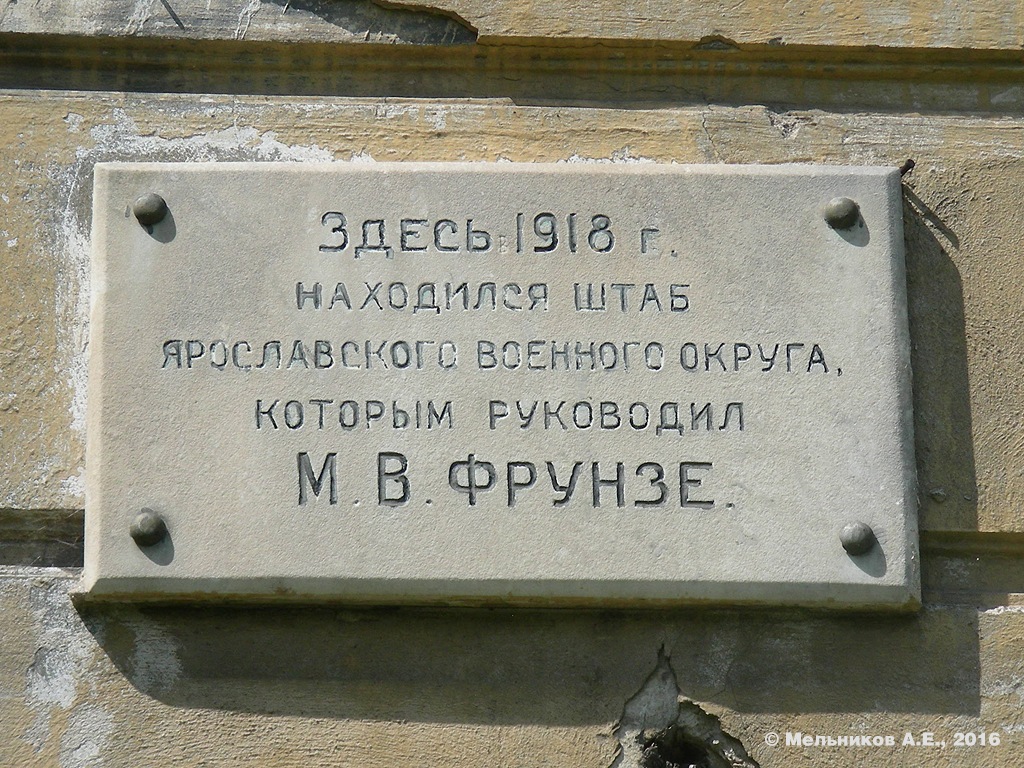 Здесь 1918 г.
находился штаб
Ярославского военного округа,
которым руководил
М. В. Фрунзе.
© Мельников А.Е., 2016